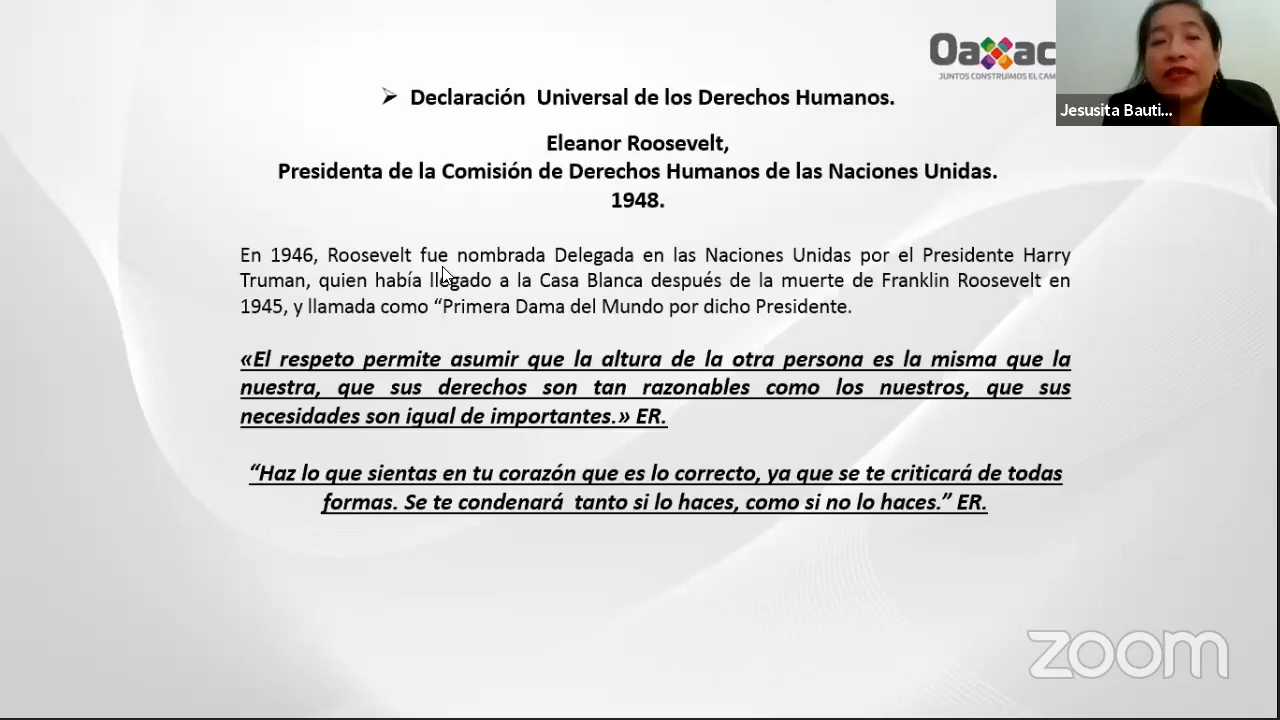 Oaxac
JUNTOS CONSTRUIMOS EL CAM
Jesusita Bauti...
➤ Declaración Universal de los Derechos Humanos.
Eleanor Roosevelt,
Presidenta de la Comisión de Derechos Humanos de las Naciones Unidas.
1948.
En 1946, Roosevelt fue nombrada Delegada en las Naciones Unidas por el Presidente Harry
Truman, quien había llegado a la Casa Blanca después de la muerte de Franklin Roosevelt en
1945, y llamada como “Primera Dama del Mundo por dicho Presidente.
«El respeto permite asumir que la altura de la otra persona es la misma que la
nuestra, que sus derechos son tan razonables como los nuestros, que sus
necesidades son igual de importantes.» ER.
“Haz lo que sientas en tu corazón que es lo correcto, ya que se te criticará de todas
formas. Se te condenará tanto si lo haces, como si no lo haces.” ER.
zoom